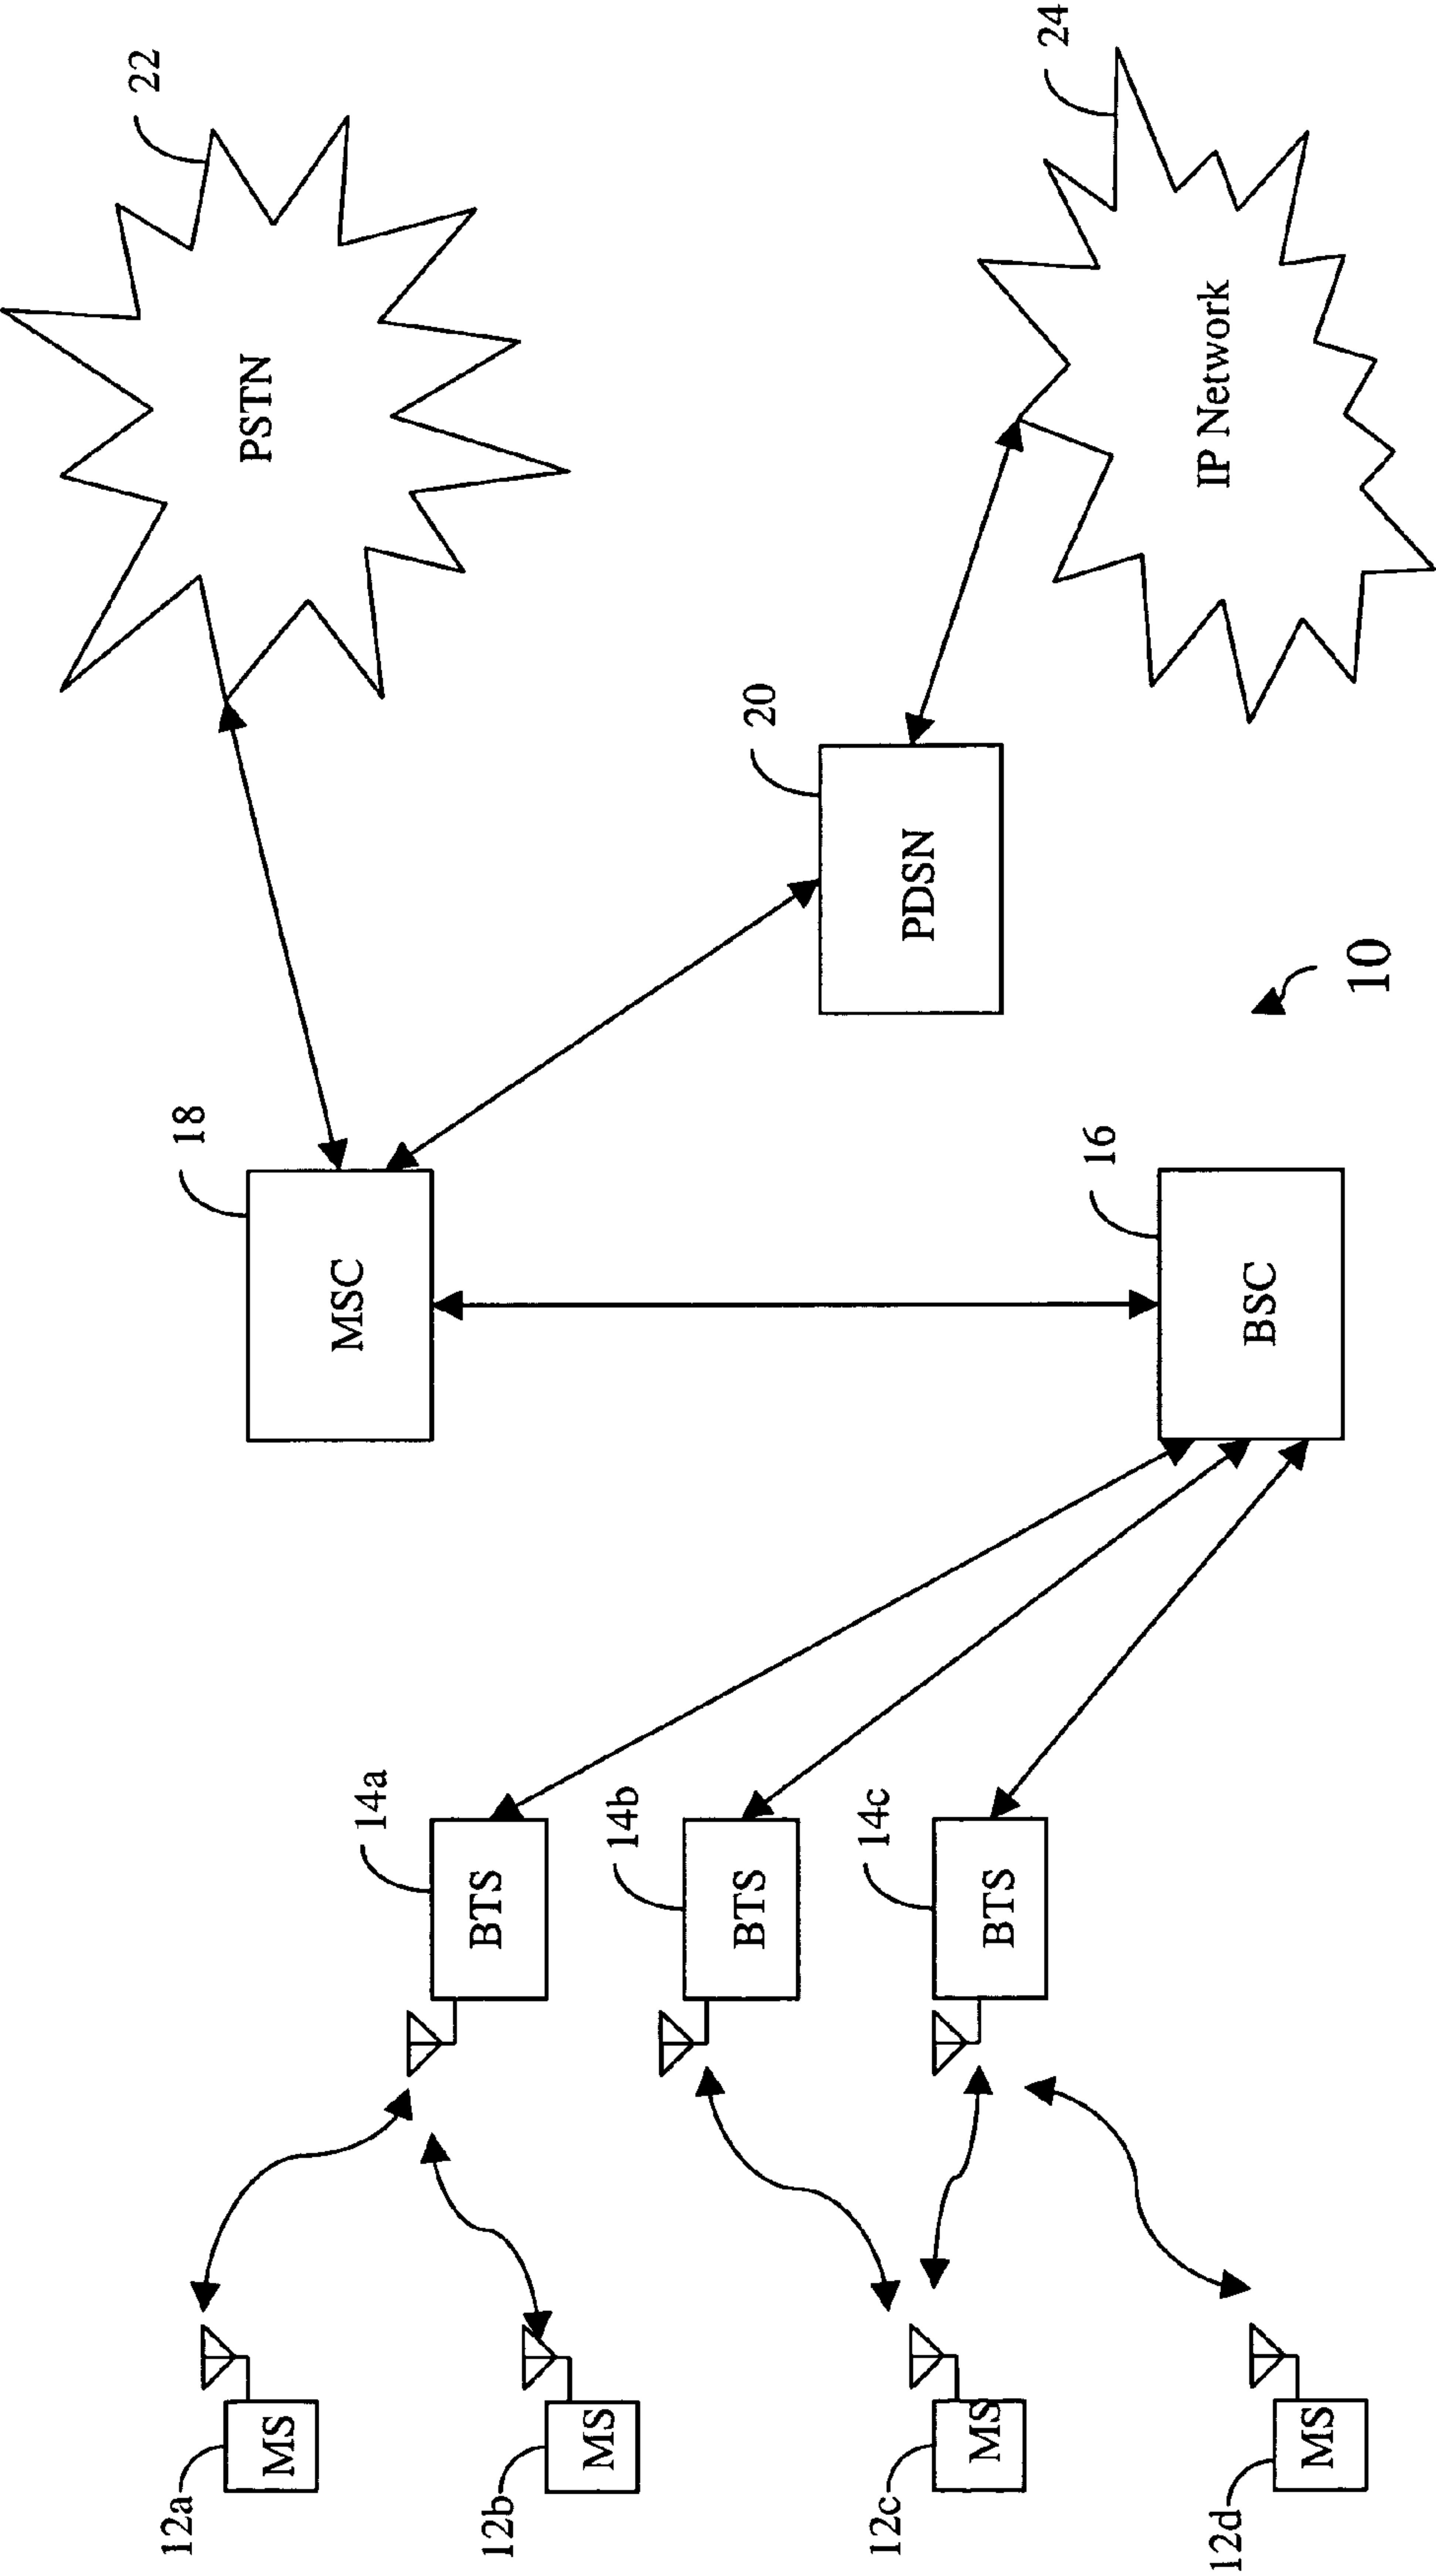 12a
MS
12b
MS
12c
MS
12d
MS
14a
BTS
14b
BTS
14c
BTS
18
MSC
16
BSC
10
20
PDSN
22
PSTN
24
IP Network